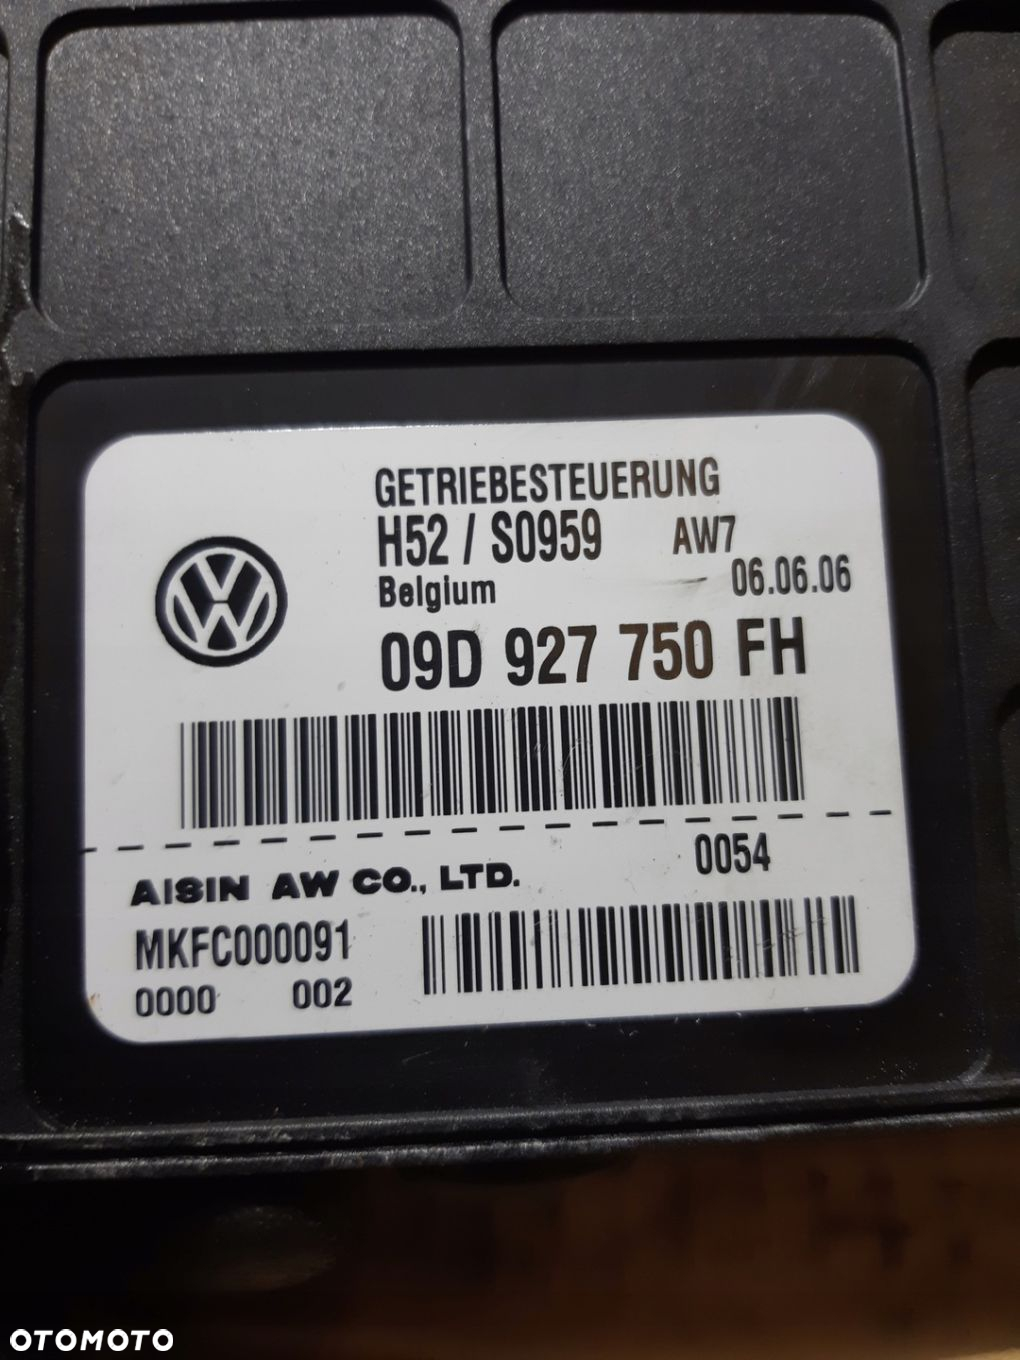 GETRIEBESTEUERUNG
H52 / S0959 AW7
Belgium 06.06.06
09D 927 750 FH
0054
AISIN AW CO., LTD.
MKFC000091
0000 002
OTOMOTO